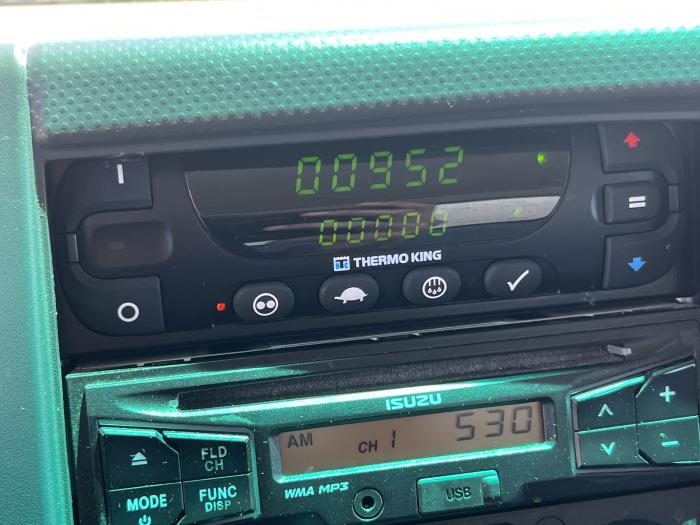 00952
00000
THERMO KING
ISUZU
FLD
CH
AM
CH 1
530
MODE
FUNC
DISP
WMA MP3
USB